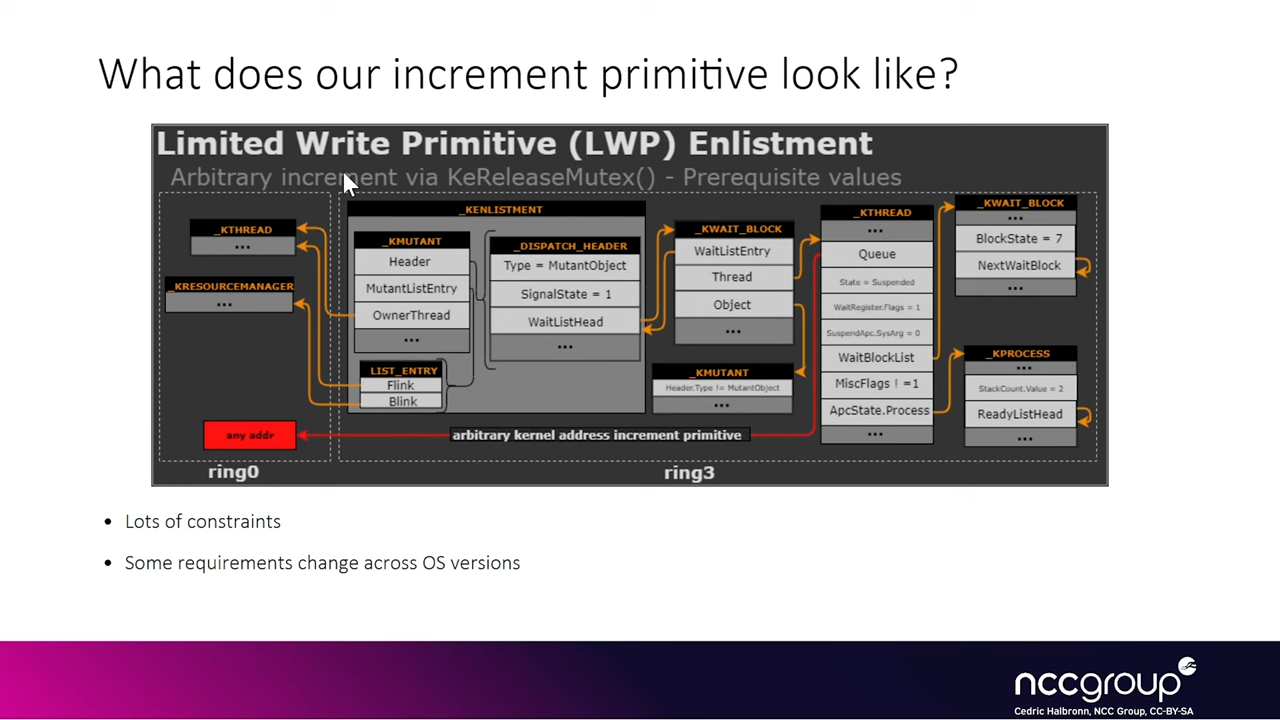 What does our increment primitive look like?
Limited Write Primitive (LWP) Enlistment
Arbitrary increment via KeReleaseMutex() - Prerequisite values
_KTHREAD
...
_KRESOURCEMANAGER
...
any addr
ring0
_KENLISTMENT
_KMUTANT
Header
MutantListEntry
OwnerThread
...
LIST_ENTRY
Flink
Blink
_DISPATCH_HEADER
Type = MutantObject
SignalState = 1
WaitListHead
...
_KWAIT_BLOCK
WaitListEntry
Thread
Object
...
_KMUTANT
Header.Type != MutantObject
...
arbitrary kernel address increment primitive
_KTHREAD
...
Queue
State = Suspended
WaitRegister.Flags = 1
SuspendApc.SysArg = 0
WaitBlockList
MiscFlags ! =1
ApcState.Process
...
_KWAIT_BLOCK
...
BlockState = 7
NextWaitBlock
...
_KPROCESS
...
StackCount.Value = 2
ReadyListHead
...
ring3
• Lots of constraints
• Some requirements change across OS versions
nccgroup
Cedric Halbronn, NCC Group, CC-BY-SA